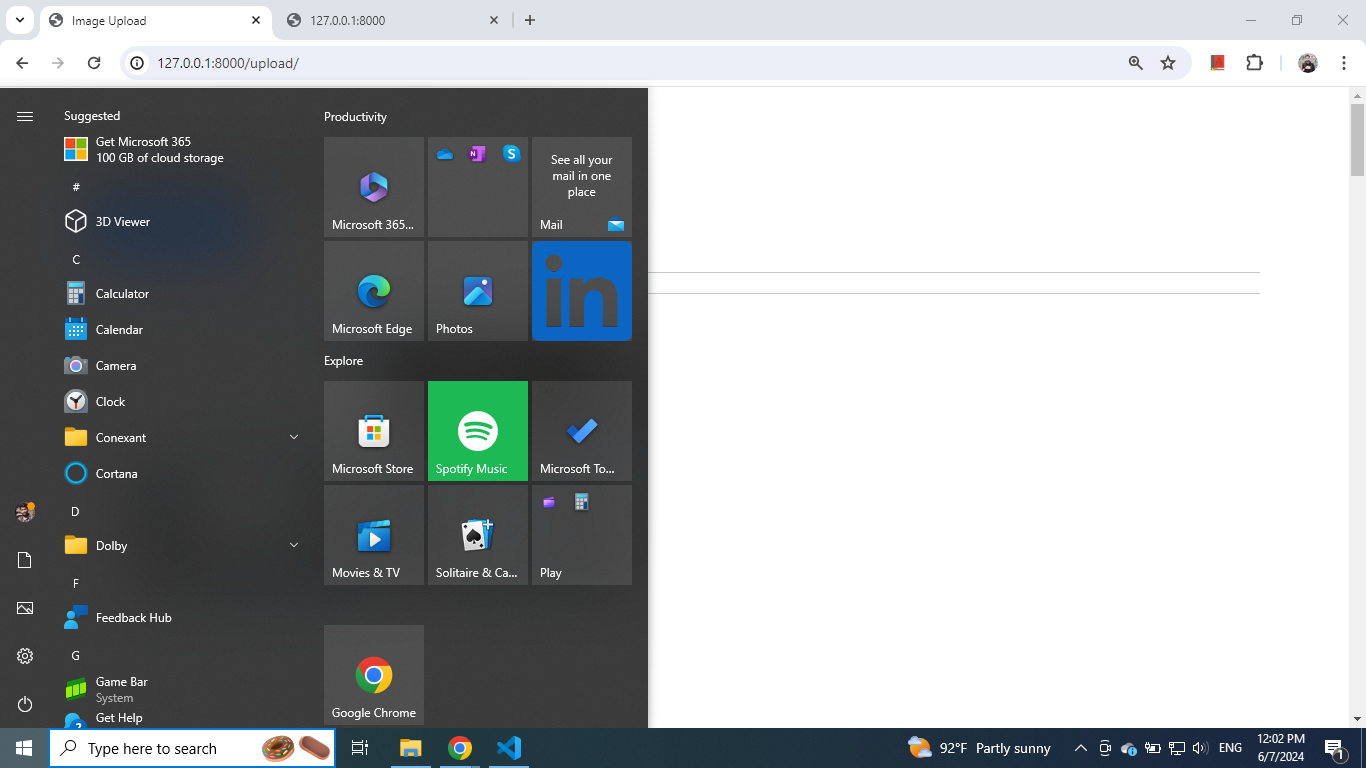 Image Upload
127.0.0.1:8000
127.0.0.1:8000/upload/
Suggested
Get Microsoft 365
100 GB of cloud storage
#
3D Viewer
C
Calculator
Calendar
Camera
Clock
Conexant
Cortana
D
Dolby
F
Feedback Hub
G
Game Bar
System
Get Help
Productivity
Microsoft 365...
See all your
mail in one
place
Mail
Microsoft Edge
Photos
in
Explore
Microsoft Store
Spotify Music
Microsoft To...
Movies & TV
Solitaire & Ca...
Play
Google Chrome
Type here to search
92°F Partly sunny
ENG
12:02 PM
6/7/2024
1